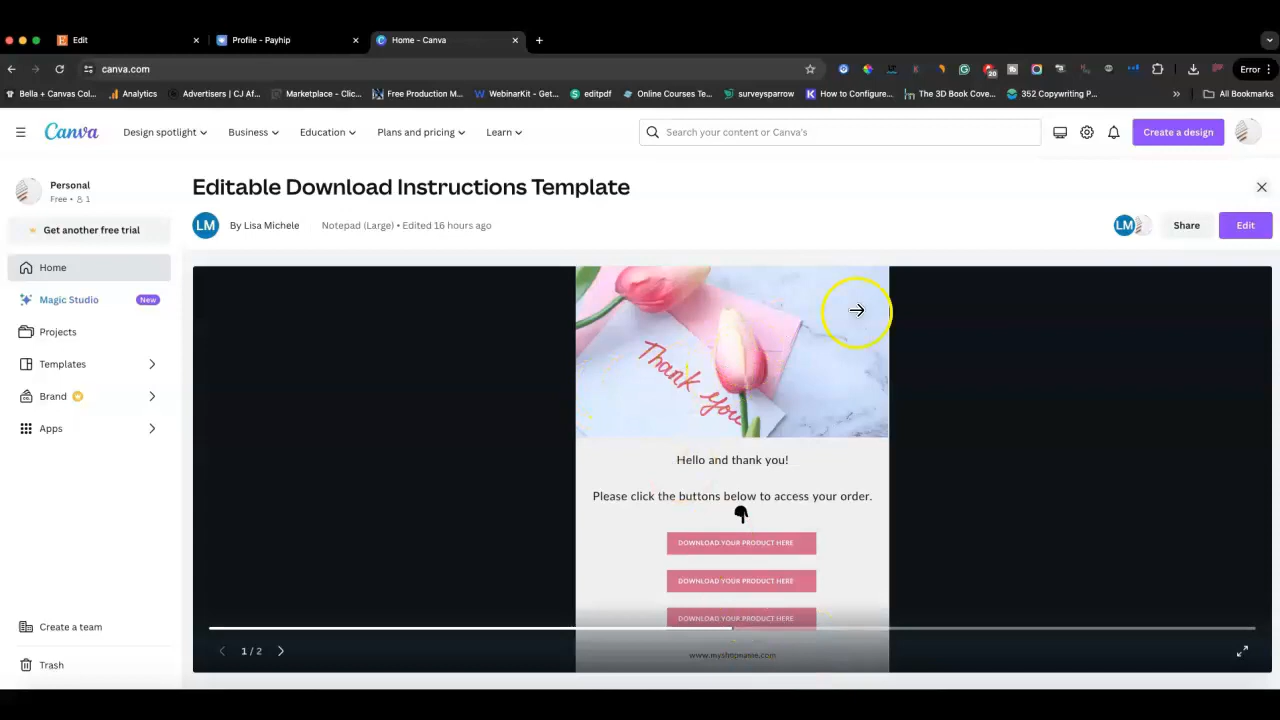 Edit
Profile - Payhip
Home - Canva
canva.com
Error
Bella + Canvas Col...
Analytics
Advertisers | CJ Af...
Marketplace - Clic...
Free Production M...
WebinarKit - Get...
editpdf
Online Courses Te...
surveysparrow
How to Configure...
The 3D Book Cove...
352 Copywriting P...
All Bookmarks
Canva
Design spotlight
Business
Education
Plans and pricing
Learn
Search your content or Canva's
Create a design
Personal
Free • 1
Get another free trial
Home
Magic Studio
New
Projects
Templates
Brand
Apps
Create a team
Trash
Editable Download Instructions Template
LM
By Lisa Michele
Notepad (Large) • Edited 16 hours ago
LM
Share
Edit
Thank you
Hello and thank you!
Please click the buttons below to access your order.
DOWNLOAD YOUR PRODUCT HERE
DOWNLOAD YOUR PRODUCT HERE
DOWNLOAD YOUR PRODUCT HERE
www.myshopname.com
1 / 2